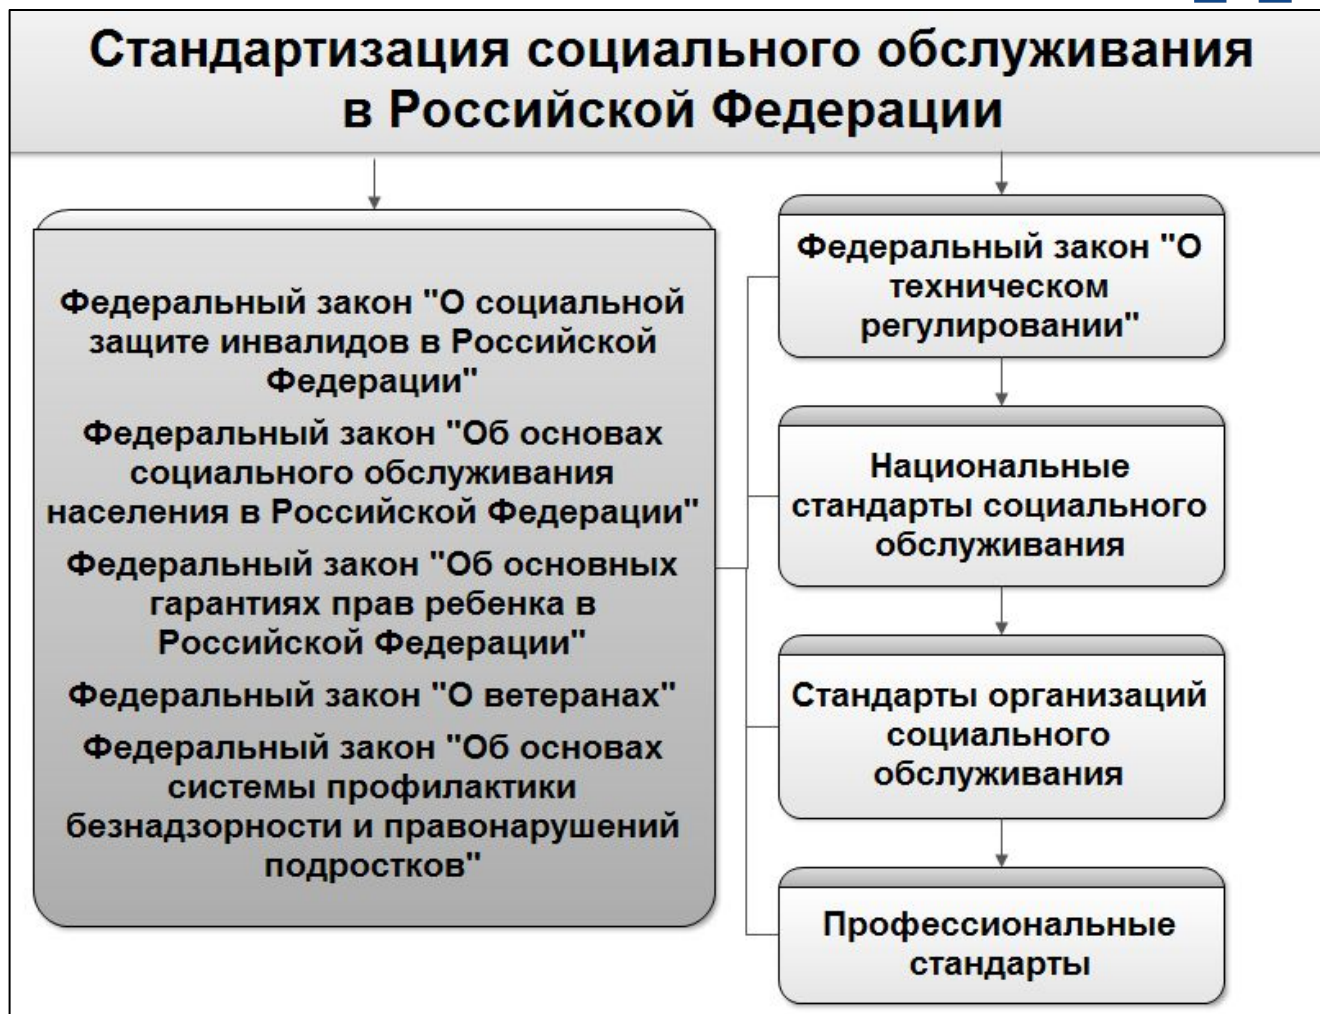 Стандартизация социального обслуживания
в Российской Федерации
Федеральный закон "О социальной
защите инвалидов в Российской
Федерации"
Федеральный закон "Об основах
социального обслуживания
населения в Российской Федерации"
Федеральный закон "Об основных
гарантиях прав ребенка в
Российской Федерации"
Федеральный закон "О ветеранах"
Федеральный закон "Об основах
системы профилактики
безнадзорности и правонарушений
подростков"
Федеральный закон "О
техническом
регулировании"
Национальные
стандарты социального
обслуживания
Стандарты организаций
социального
обслуживания
Профессиональные
стандарты